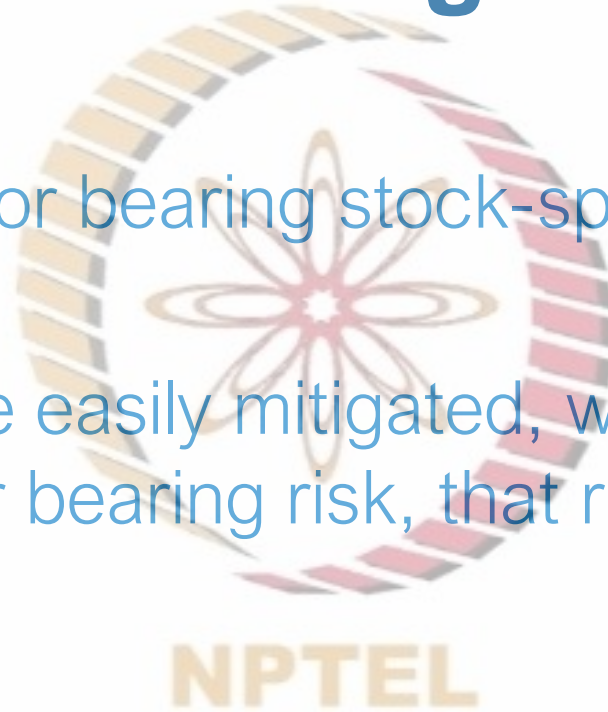 or bearing stock-sp
e easily mitigated, w
r bearing risk, that r
NPTEL